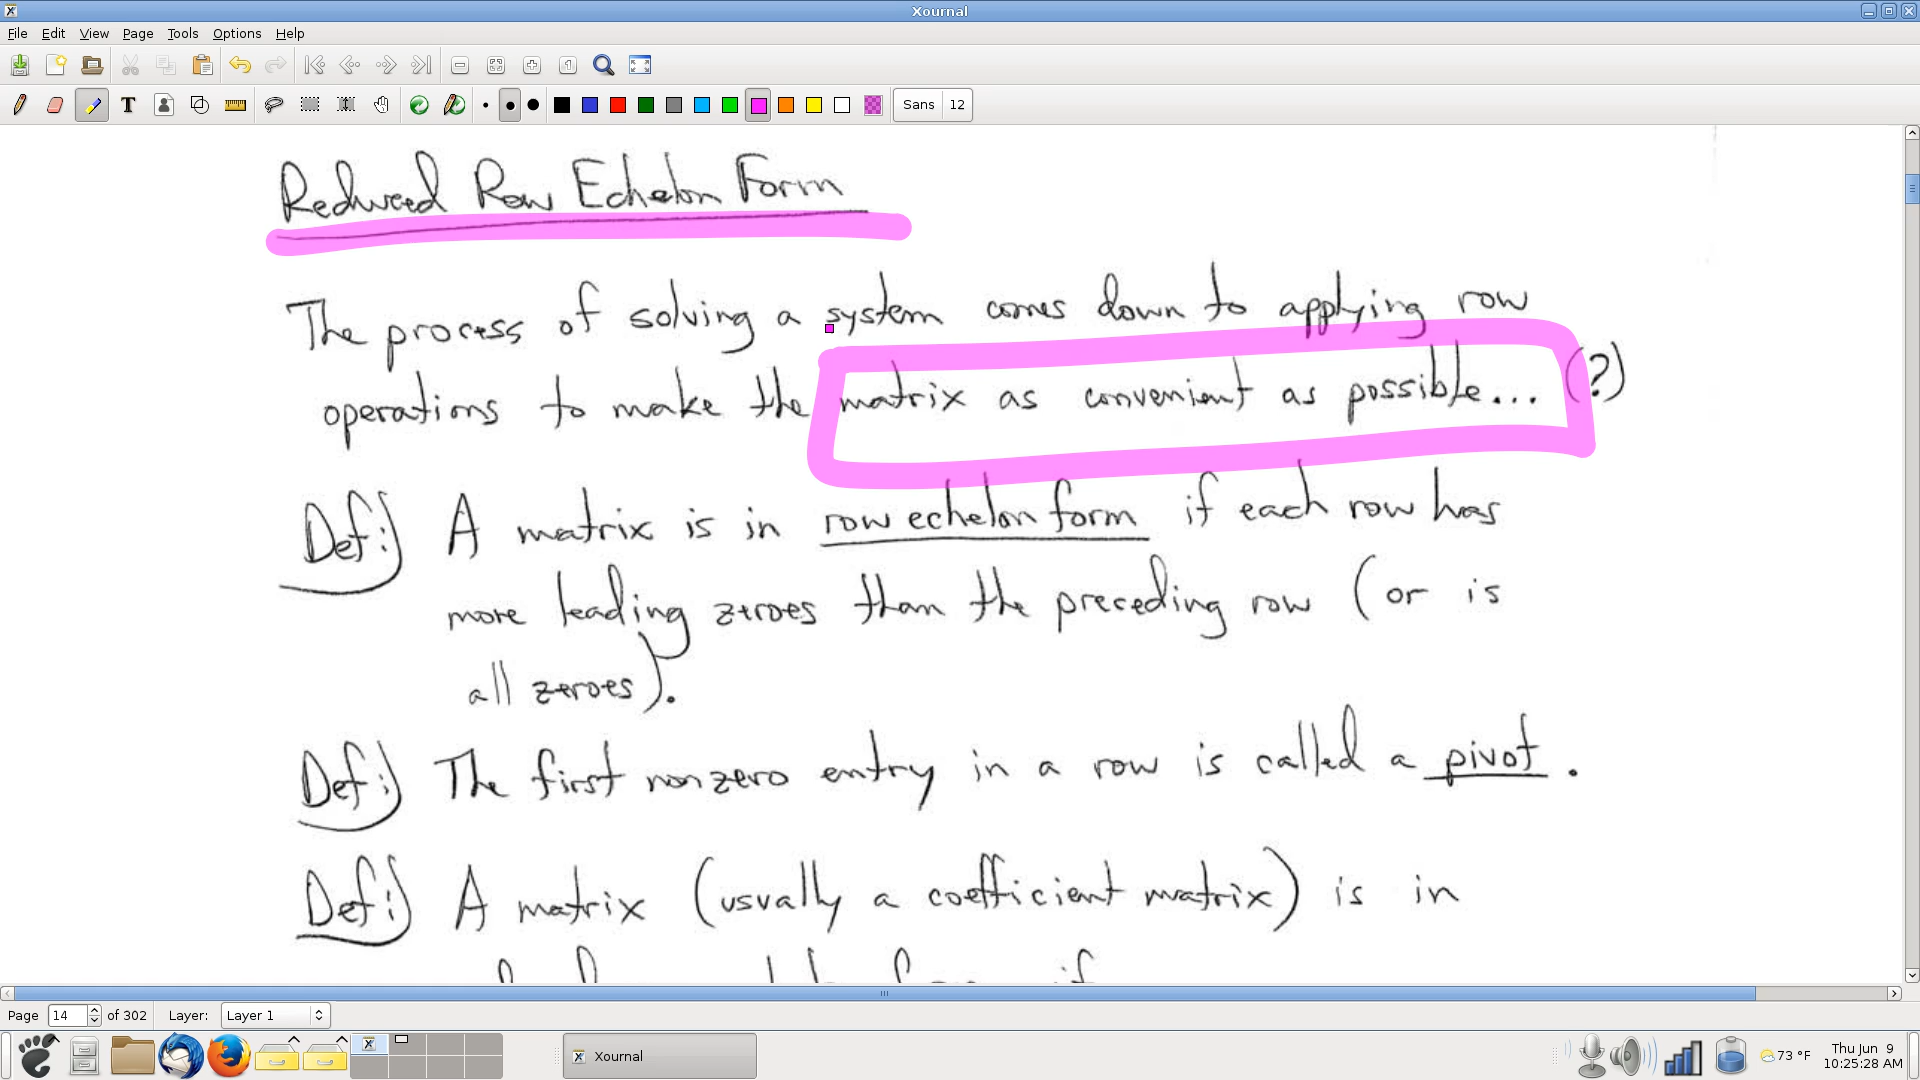 Xournal
File Edit View Page Tools Options Help
Sans 12
Reduced Row Echelon Form
The process of solving a system comes down to applying row
operations to make the matrix as convenient as possible... (?)
Def:) A matrix is in row echelon form if each row has
more leading zeroes than the preceding row (or is
all zeroes).
Def:) The first nonzero entry in a row is called a pivot.
Def:) A matrix (usually a coefficient matrix) is in
Page 14 of 302 Layer: Layer 1
Xournal
73 °F
Thu Jun 9
10:25:28 AM